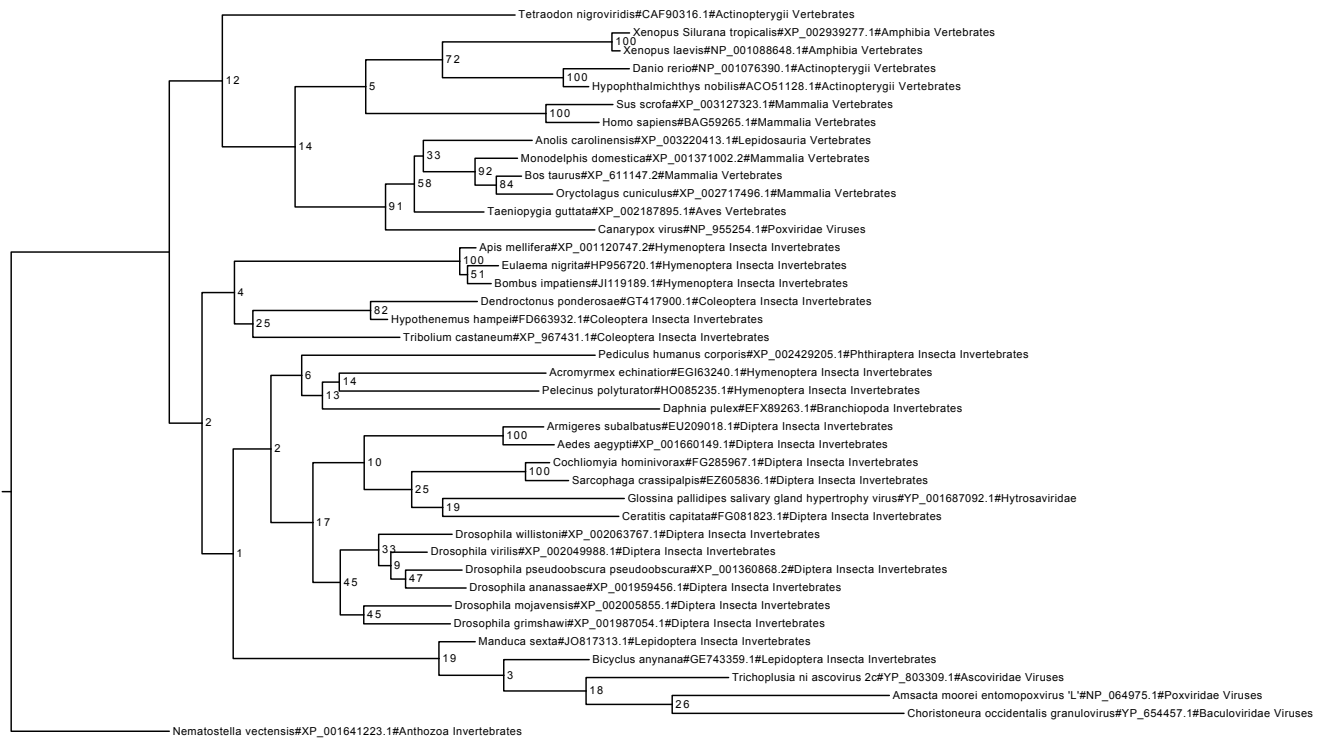 Tetraodon nigroviridis#CAF90316.1#Actinopterygii Vertebrates
Xenopus Silurana tropicalis#XP_002939277.1#Amphibia Vertebrates
100
Xenopus laevis#NP_001088648.1#Amphibia Vertebrates
72
Danio rerio#NP_001076390.1#Actinopterygii Vertebrates
12
100
5
Hypophthalmichthys nobilis#ACO51128.1#Actinopterygii Vertebrates
Sus scrofa#XP_003127323.1#Mammalia Vertebrates
100
Homo sapiens#BAG59265.1#Mammalia Vertebrates
Anolis carolinensis#XP_003220413.1#Lepidosauria Vertebrates
14
33
Monodelphis domestica#XP_001371002.2#Mammalia Vertebrates
92
Bos taurus#XP_611147.2#Mammalia Vertebrates
58
84
Oryctolagus cuniculus#XP_002717496.1#Mammalia Vertebrates
91
Taeniopygia guttata#XP_002187895.1#Aves Vertebrates
Canarypox virus#NP_955254.1#Poxviridae Viruses
Apis mellifera#XP_001120747.2#Hymenoptera Insecta Invertebrates
100
Eulaema nigrita#HP956720.1#Hymenoptera Insecta Invertebrates
51
Bombus impatiens#JI119189.1#Hymenoptera Insecta Invertebrates
4
Dendroctonus ponderosae#GT417900.1#Coleoptera Insecta Invertebrates
82
Hypothenemus hampei#FD663932.1#Coleoptera Insecta Invertebrates
25
Tribolium castaneum#XP_967431.1#Coleoptera Insecta Invertebrates
Pediculus humanus corporis#XP_002429205.1#Phthiraptera Insecta Invertebrates
6
Acromyrmex echinatior#EGI63240.1#Hymenoptera Insecta Invertebrates
14
Pelecinus polyturator#HO085235.1#Hymenoptera Insecta Invertebrates
13
Daphnia pulex#EFX89263.1#Branchiopoda Invertebrates
2
Armigeres subalbatus#EU209018.1#Diptera Insecta Invertebrates
100
Aedes aegypti#XP_001660149.1#Diptera Insecta Invertebrates
2
10
Cochliomyia hominivorax#FG285967.1#Diptera Insecta Invertebrates
100
Sarcophaga crassipalpis#EZ605836.1#Diptera Insecta Invertebrates
25
Glossina pallidipes salivary gland hypertrophy virus#YP_001687092.1#Hytrosaviridae
19
Ceratitis capitata#FG081823.1#Diptera Insecta Invertebrates
17
Drosophila willistoni#XP_002063767.1#Diptera Insecta Invertebrates
33
Drosophila virilis#XP_002049988.1#Diptera Insecta Invertebrates
1
9
Drosophila pseudoobscura pseudoobscura#XP_001360868.2#Diptera Insecta Invertebrates
47
45
Drosophila ananassae#XP_001959456.1#Diptera Insecta Invertebrates
Drosophila mojavensis#XP_002005855.1#Diptera Insecta Invertebrates
45
Drosophila grimshawi#XP_001987054.1#Diptera Insecta Invertebrates
Manduca sexta#JO817313.1#Lepidoptera Insecta Invertebrates
19
Bicyclus anynana#GE743359.1#Lepidoptera Insecta Invertebrates
3
Trichoplusia ni ascovirus 2c#YP_803309.1#Ascoviridae Viruses
18
Amsacta moorei entomopoxvirus 'L'#NP_064975.1#Poxviridae Viruses
26
Choristoneura occidentalis granulovirus#YP_654457.1#Baculoviridae Viruses
Nematostella vectensis#XP_001641223.1#Anthozoa Invertebrates